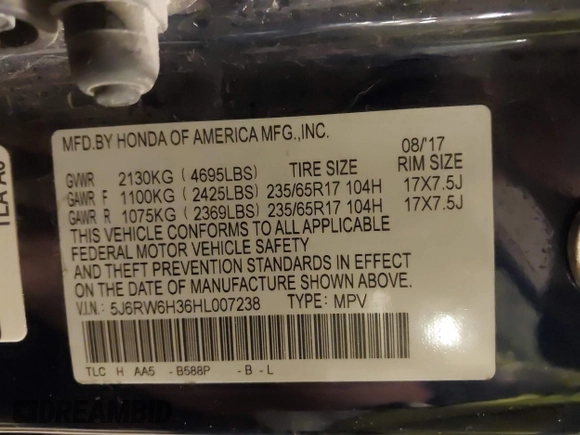 MFD.BY HONDA OF AMERICA MFG.,INC. 08/'17
GVWR 2130KG (4695LBS) TIRE SIZE RIM SIZE
GAWR F 1100KG (2425LBS) 235/65R17 104H 17X7.5J
GAWR R 1075KG (2369LBS) 235/65R17 104H 17X7.5J
THIS VEHICLE CONFORMS TO ALL APPLICABLE
FEDERAL MOTOR VEHICLE SAFETY
AND THEFT PREVENTION STANDARDS IN EFFECT
ON THE DATE OF MANUFACTURE SHOWN ABOVE.
V.I.N.: 5J6RW6H36HL007238 TYPE: MPV
TLC H AA5 -B588P -B-L
DREAMBID